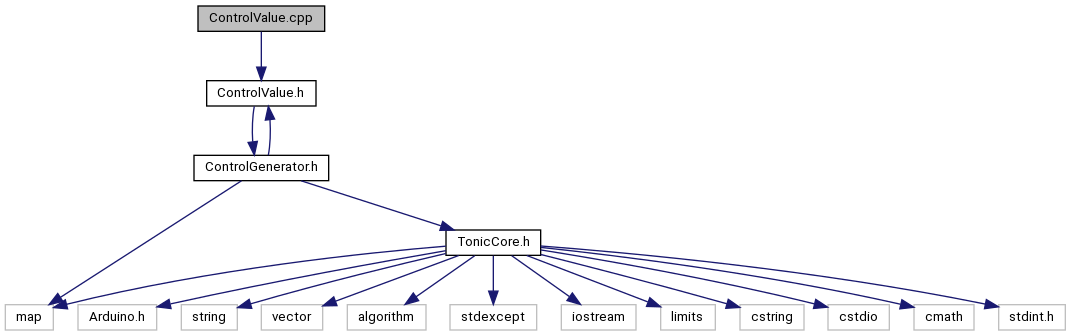 ControlValue.cpp
ControlValue.h
ControlGenerator.h
TonicCore.h
map
Arduino.h
string
vector
algorithm
stdexcept
iostream
limits
cstring
cstdio
cmath
stdint.h